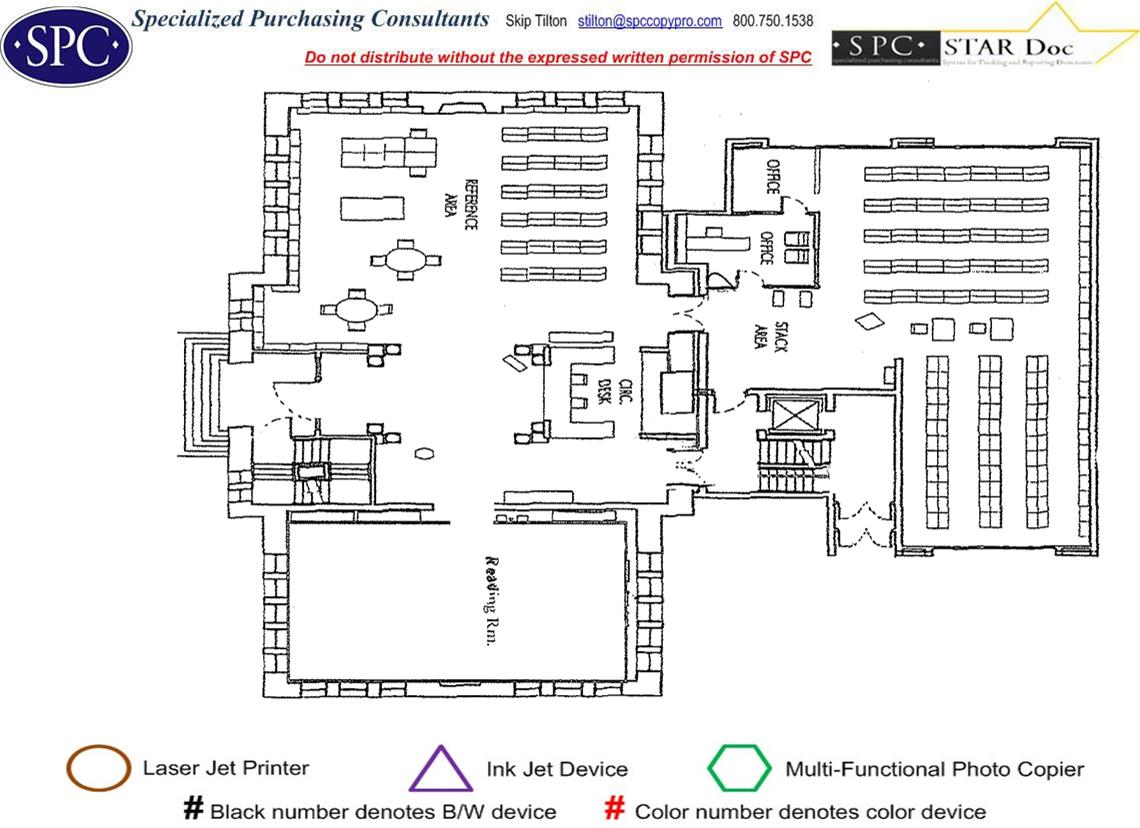 Specialized Purchasing Consultants Skip Tilton stilton@spccopypro.com 800.750.1538
·SPC·
Do not distribute without the expressed written permission of SPC
·SPC· STAR Doc
specialized purchasing consultants System for Tracking and Reporting Documents
OFFICE
REFERENCE
AREA
OFFICE
STACK
AREA
CIRC.
DESK
Reading Rm.
Laser Jet Printer Ink Jet Device Multi-Functional Photo Copier
# Black number denotes B/W device # Color number denotes color device